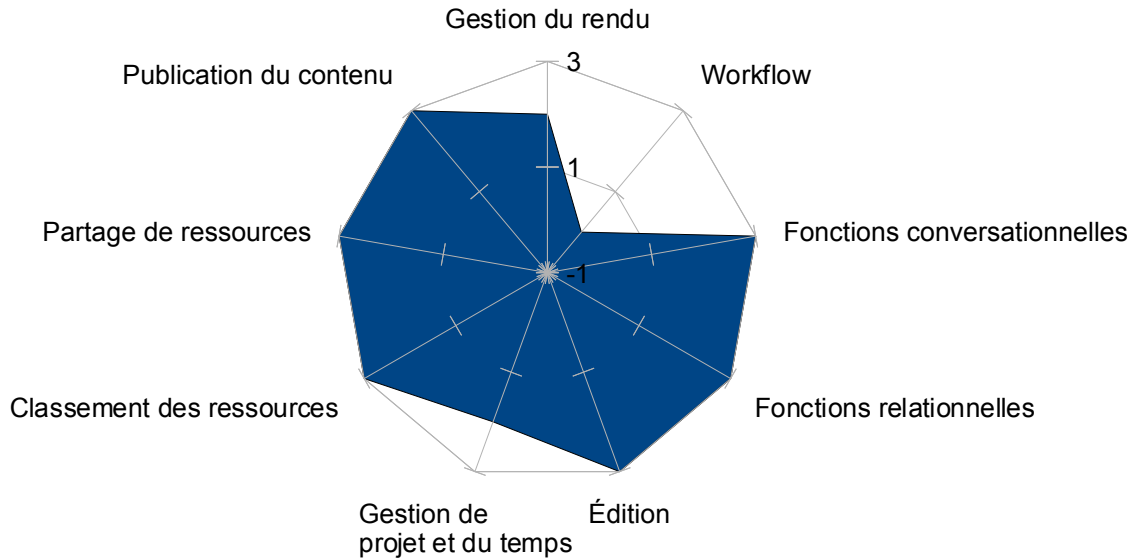 Gestion du rendu
Publication du contenu
3
Workflow
1
Partage de ressources
Fonctions conversationnelles
-1
Classement des ressources
Fonctions relationnelles
Gestion de
projet et du temps
Édition